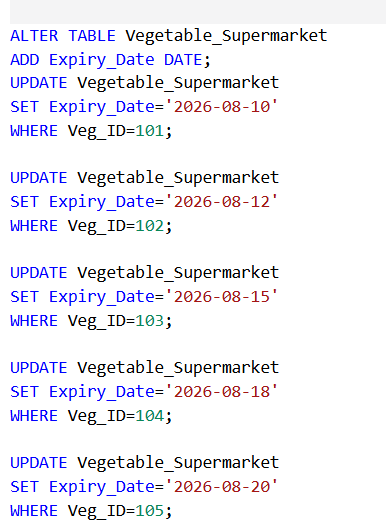 ALTER TABLE Vegetable_Supermarket
ADD Expiry_Date DATE;
UPDATE Vegetable_Supermarket
SET Expiry_Date='2026-08-10'
WHERE Veg_ID=101;
UPDATE Vegetable_Supermarket
SET Expiry_Date='2026-08-12'
WHERE Veg_ID=102;
UPDATE Vegetable_Supermarket
SET Expiry_Date='2026-08-15'
WHERE Veg_ID=103;
UPDATE Vegetable_Supermarket
SET Expiry_Date='2026-08-18'
WHERE Veg_ID=104;
UPDATE Vegetable_Supermarket
SET Expiry_Date='2026-08-20'
WHERE Veg_ID=105;